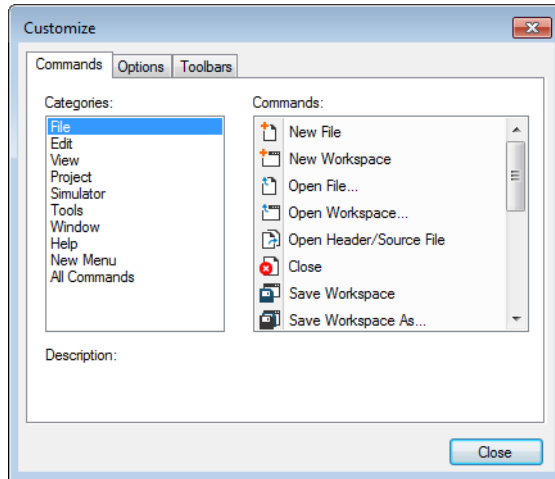 Customize
Commands
Options
Toolbars
Categories:
File
Edit
View
Project
Simulator
Tools
Window
Help
New Menu
All Commands
Commands:
New File
New Workspace
Open File...
Open Workspace...
Open Header/Source File
Close
Save Workspace
Save Workspace As...
Description:
Close